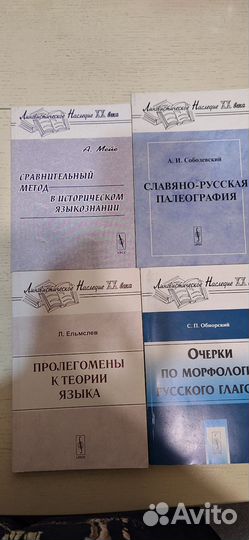 Лингвистическое Наследие XX века
А. Мейе
СРАВНИТЕЛЬНЫЙ
МЕТОД
В ИСТОРИЧЕСКОМ
ЯЗЫКОЗНАНИИ
Лингвистическое Наследие XX века
А. И. Соболевский
СЛАВЯНО-РУССКАЯ
ПАЛЕОГРАФИЯ
Лингвистическое Наследие XX века
Л. Ельмслев
ПРОЛЕГОМЕНЫ
К ТЕОРИИ
ЯЗЫКА
Лингвистическое Наследие XX века
С. П. Обнорский
ОЧЕРКИ
ПО МОРФОЛОГИ
РУССКОГО ГЛАГО
Avito